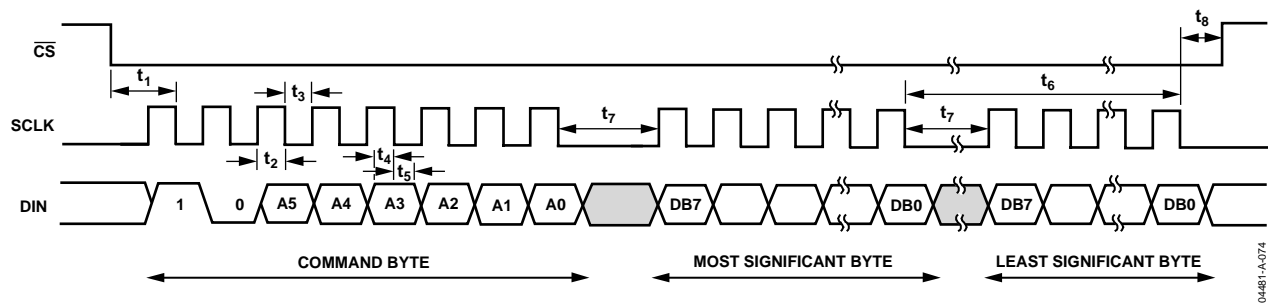 t8
CS
t1
t3
t6
SCLK
t7
t7
t2
t4
t5
DIN
1
0
A5
A4
A3
A2
A1
A0
DB7
DB0
DB7
DB0
COMMAND BYTE
MOST SIGNIFICANT BYTE
LEAST SIGNIFICANT BYTE
04481-A-074